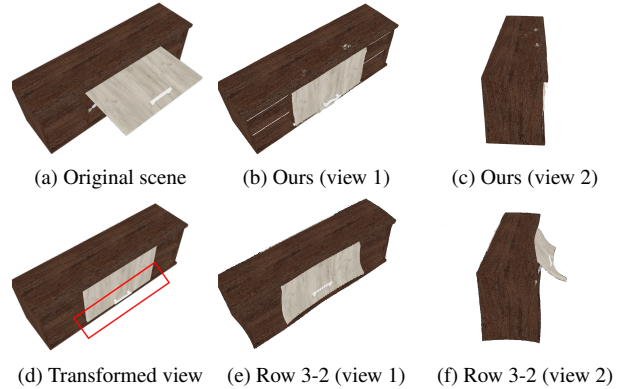 (a) Original scene
(b) Ours (view 1)
(c) Ours (view 2)
(d) Transformed view
(e) Row 3-2 (view 1)
(f) Row 3-2 (view 2)